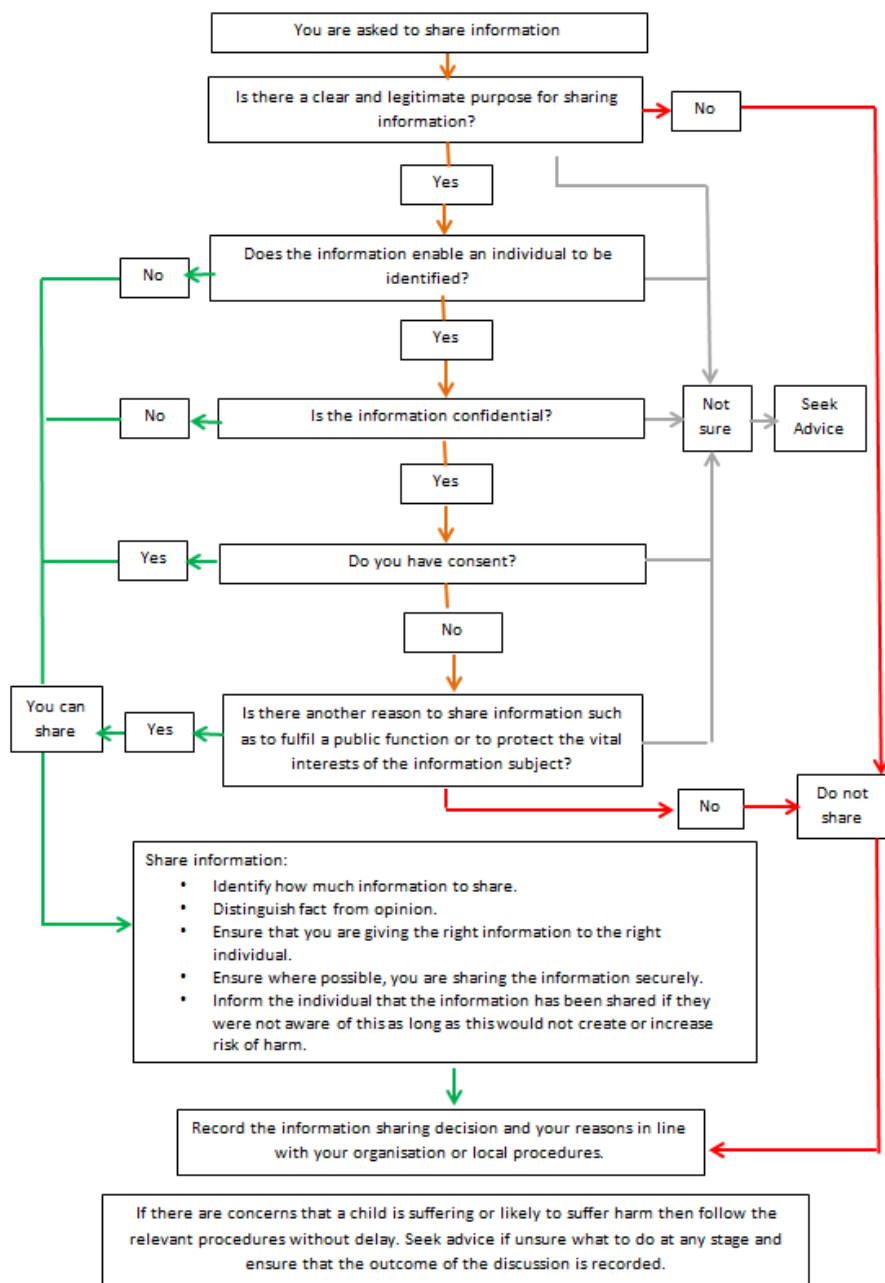 You are asked to share information
Is there a clear and legitimate purpose for sharing
information?
No
Yes
Does the information enable an individual to be
identified?
No
Yes
Is the information confidential?
No
Not
sure
Seek
Advice
Yes
Do you have consent?
Yes
No
Is there another reason to share information such
as to fulfil a public function or to protect the vital
interests of the information subject?
Yes
You can
share
No
Do not
share
Share information:
• Identify how much information to share.
• Distinguish fact from opinion.
• Ensure that you are giving the right information to the right
individual.
• Ensure where possible, you are sharing the information securely.
• Inform the individual that the information has been shared if they
were not aware of this as long as this would not create or increase
risk of harm.
Record the information sharing decision and your reasons in line
with your organisation or local procedures.
If there are concerns that a child is suffering or likely to suffer harm then follow the
relevant procedures without delay. Seek advice if unsure what to do at any stage and
ensure that the outcome of the discussion is recorded.